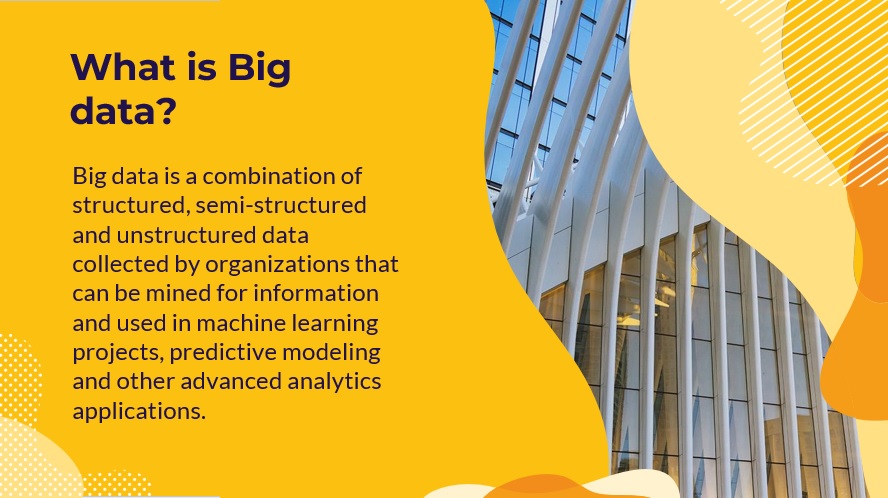 What is Big
data?
Big data is a combination of
structured, semi-structured
and unstructured data
collected by organizations that
can be mined for information
and used in machine learning
projects, predictive modeling
and other advanced analytics
applications.